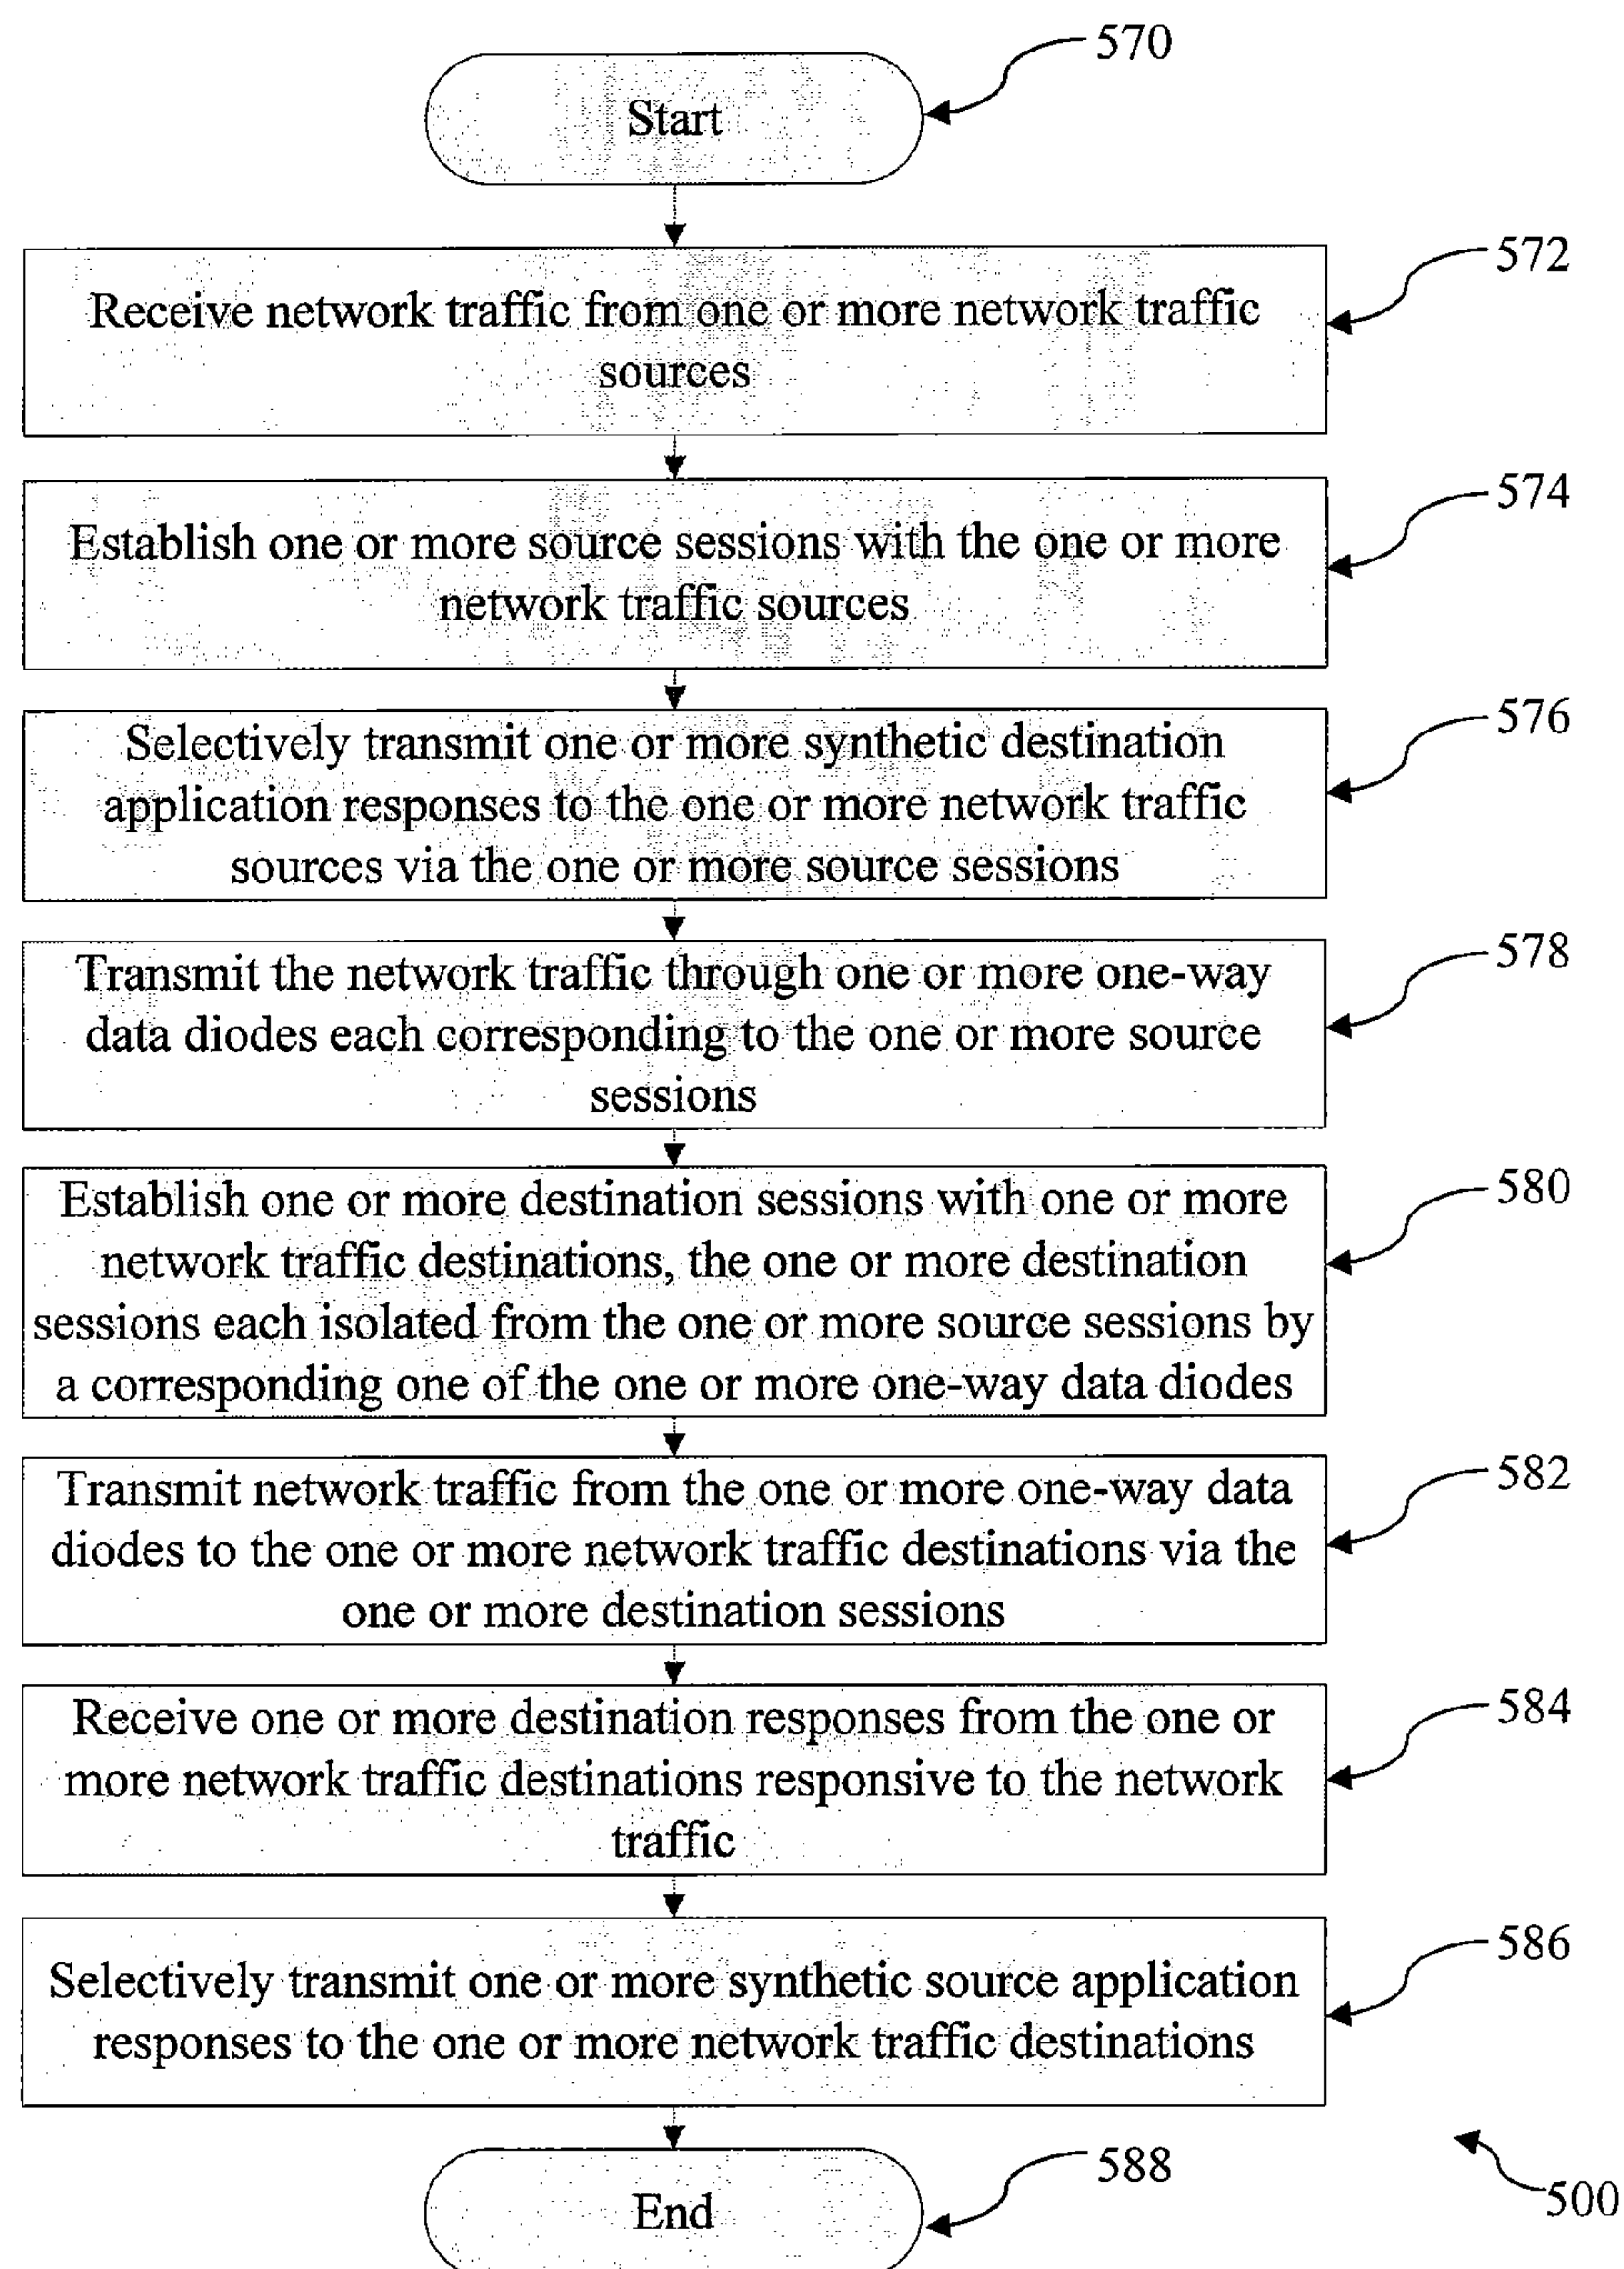 570
Start
572
Receive network traffic from one or more network traffic
sources
574
Establish one or more source sessions with the one or more
network traffic sources
576
Selectively transmit one or more synthetic destination
application responses to the one or more network traffic
sources via the one or more source sessions
578
Transmit the network traffic through one or more one-way
data diodes each corresponding to the one or more source
sessions
580
Establish one or more destination sessions with one or more
network traffic destinations, the one or more destination
sessions each isolated from the one or more source sessions by
a corresponding one of the one or more one-way data diodes
582
Transmit network traffic from the one or more one-way data
diodes to the one or more network traffic destinations via the
one or more destination sessions
584
Receive one or more destination responses from the one or
more network traffic destinations responsive to the network
traffic
586
Selectively transmit one or more synthetic source application
responses to the one or more network traffic destinations
588
End
500